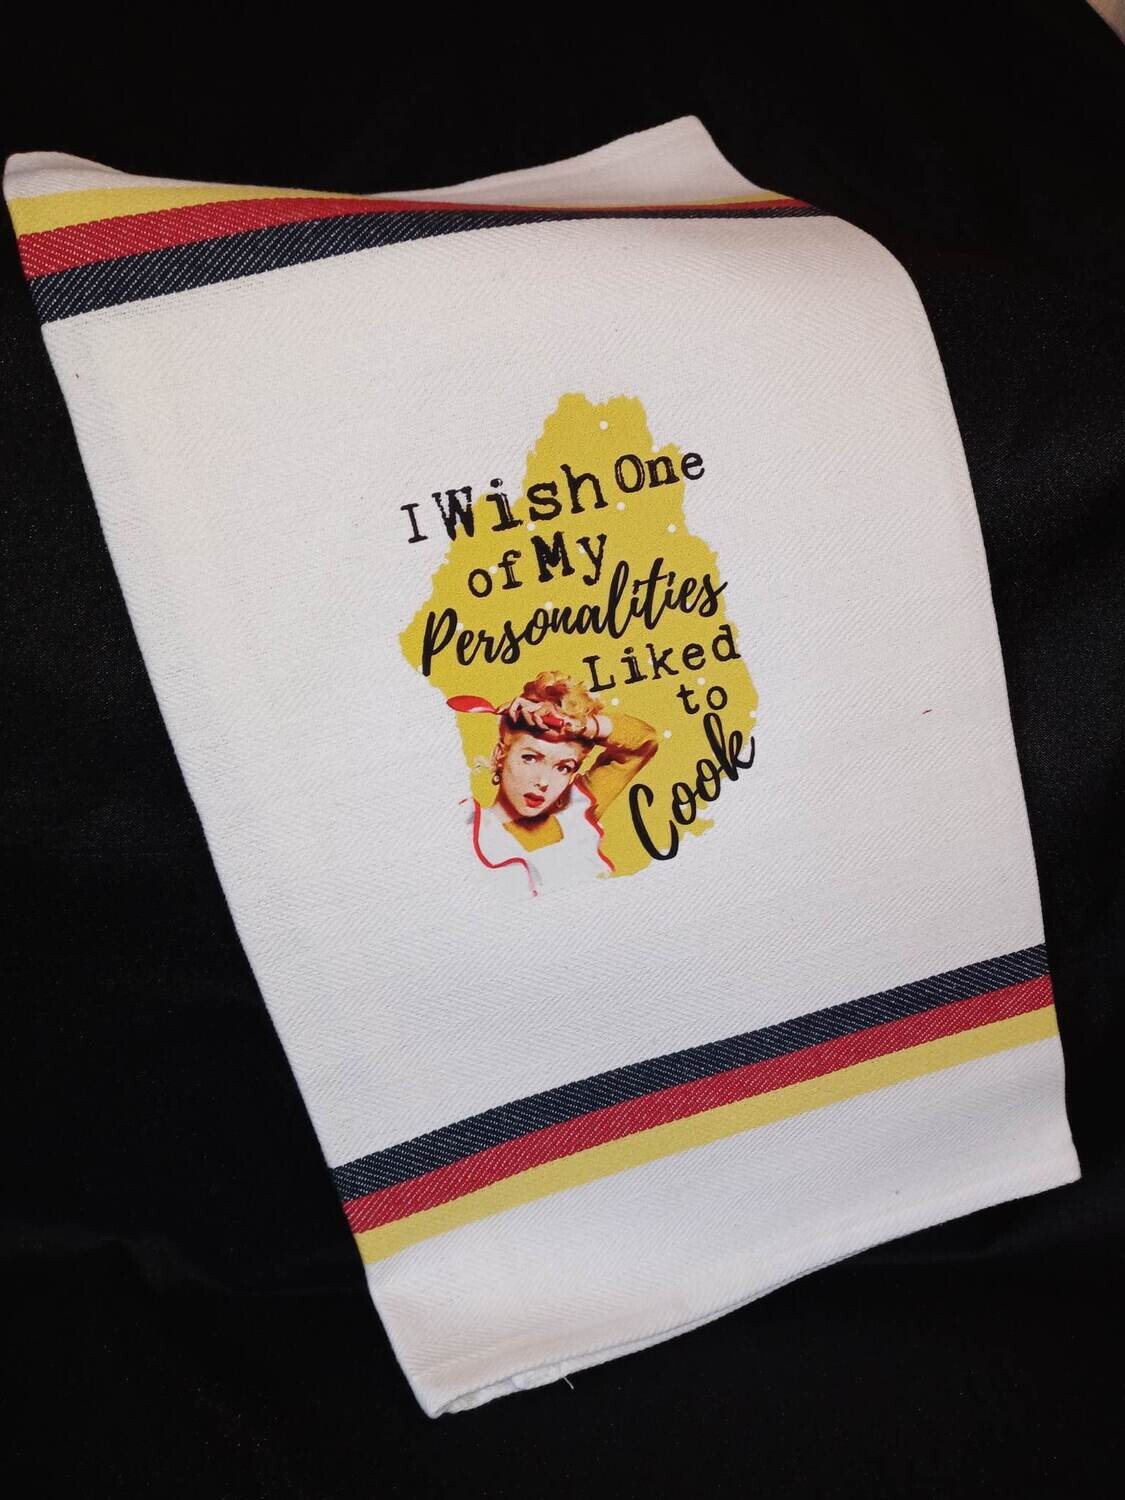 I Wish One
of My
Personalities
Liked
to
Cook